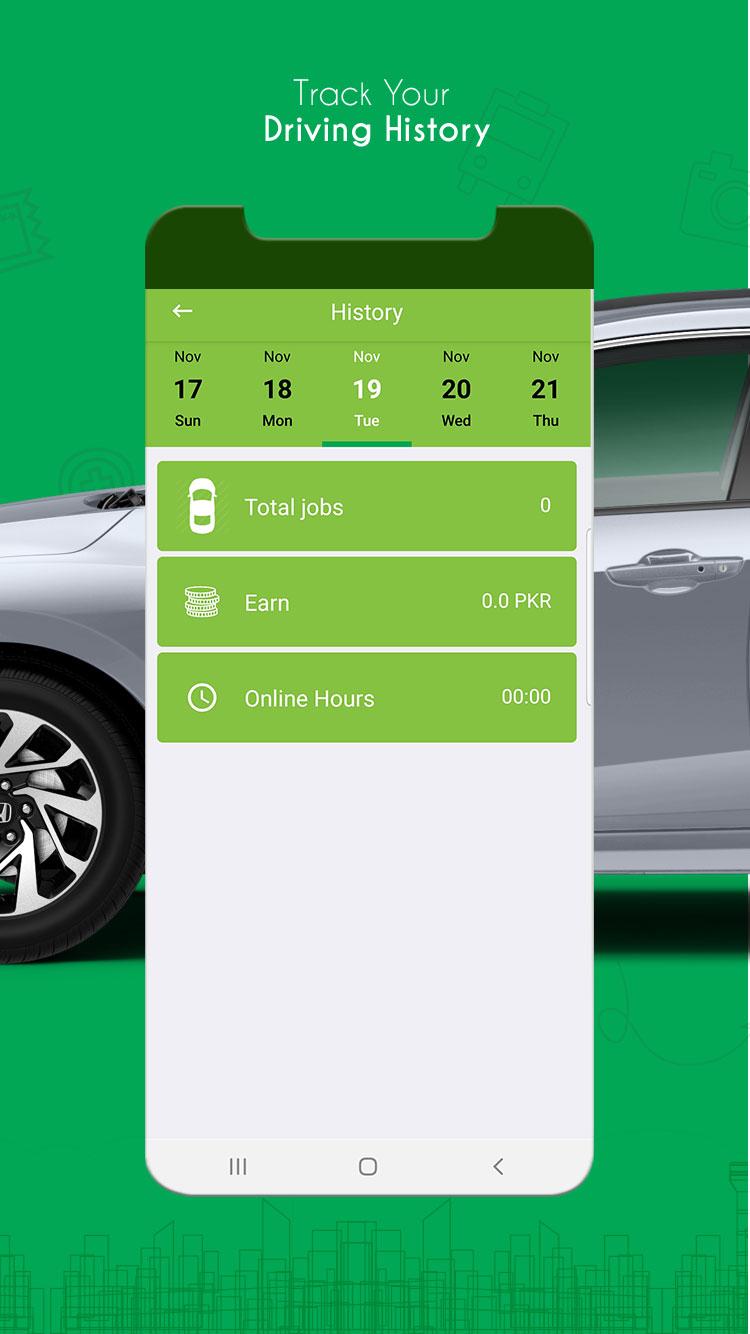 Track Your
Driving History
History
Nov Nov Nov Nov Nov
17 18 19 20 21
Sun Mon Tue Wed Thu
Total jobs 0
Earn 0.0 PKR
Online Hours 00:00